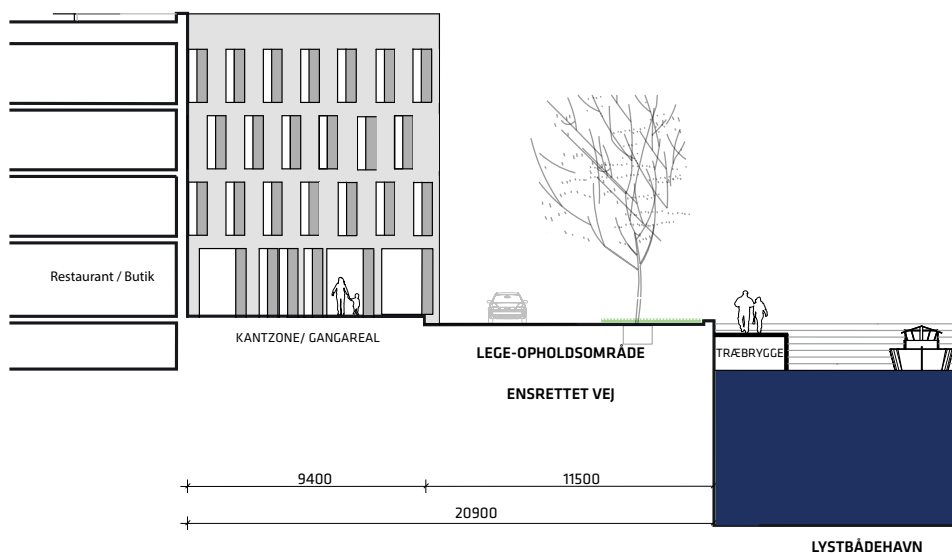 Restaurant / Butik
KANTZONE/ GANGAREAL
LEGE-OPHOLDSOMRÅDE
TRÆBRYGGE
ENSRETTET VEJ
9400
11500
20900
LYSTBÅDEHAVN